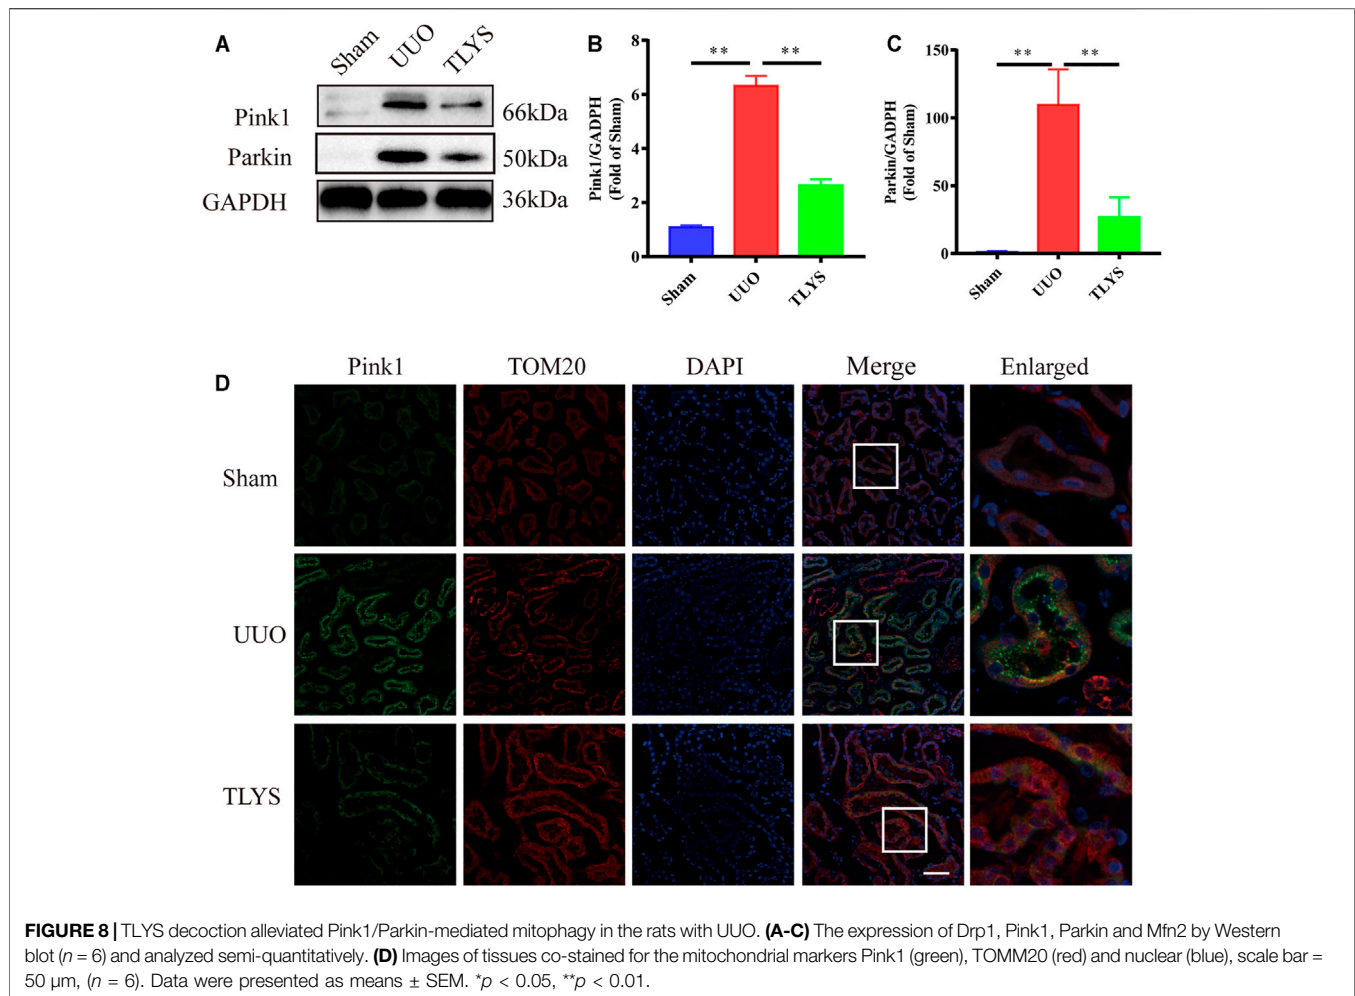 A
Sham
UUO
TLYS
Pink1
66kDa
Parkin
50kDa
GAPDH
36kDa
B
Pink1/GADPH
(Fold of Sham)
8
6
4
2
0
**
**
Sham
UUO
TLYS
C
Parkin/GADPH
(Fold of Sham)
150
100
50
0
**
**
Sham
UUO
TLYS
D
Pink1 TOM20 DAPI Merge Enlarged
Sham
UUO
TLYS
FIGURE 8 | TLYS decoction alleviated Pink1/Parkin-mediated mitophagy in the rats with UUO. (A-C) The expression of Drp1, Pink1, Parkin and Mfn2 by Western
blot (n = 6) and analyzed semi-quantitatively. (D) Images of tissues co-stained for the mitochondrial markers Pink1 (green), TOMM20 (red) and nuclear (blue), scale bar =
50 μm, (n = 6). Data were presented as means ± SEM. *p < 0.05, **p < 0.01.